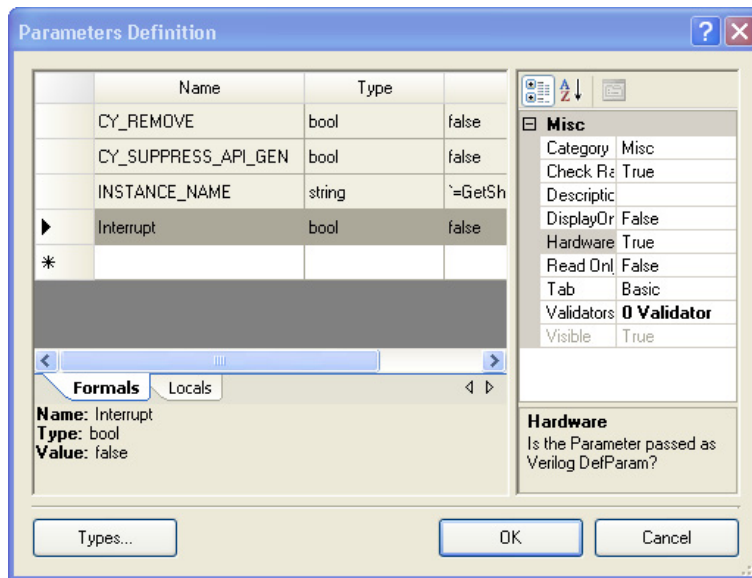 Parameters Definition
Name Type
CY_REMOVE bool false
CY_SUPPRESS_API_GEN bool false
INSTANCE_NAME string `=GetSh
Interrupt bool false
Formals Locals
Name: Interrupt
Type: bool
Value: false
Misc
Category Misc
Check Ra True
Descriptic
DisplayOr False
Hardware True
Read Onl False
Tab Basic
Validators 0 Validator
Visible True
Hardware
Is the Parameter passed as
Verilog DefParam?
Types...
OK
Cancel